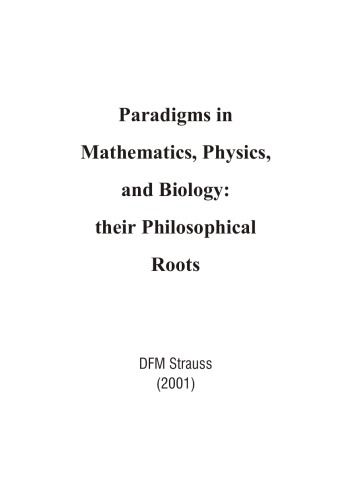 Paradigms in
Mathematics, Physics,
and Biology:
their Philosophical
Roots
DFM Strauss
(2001)